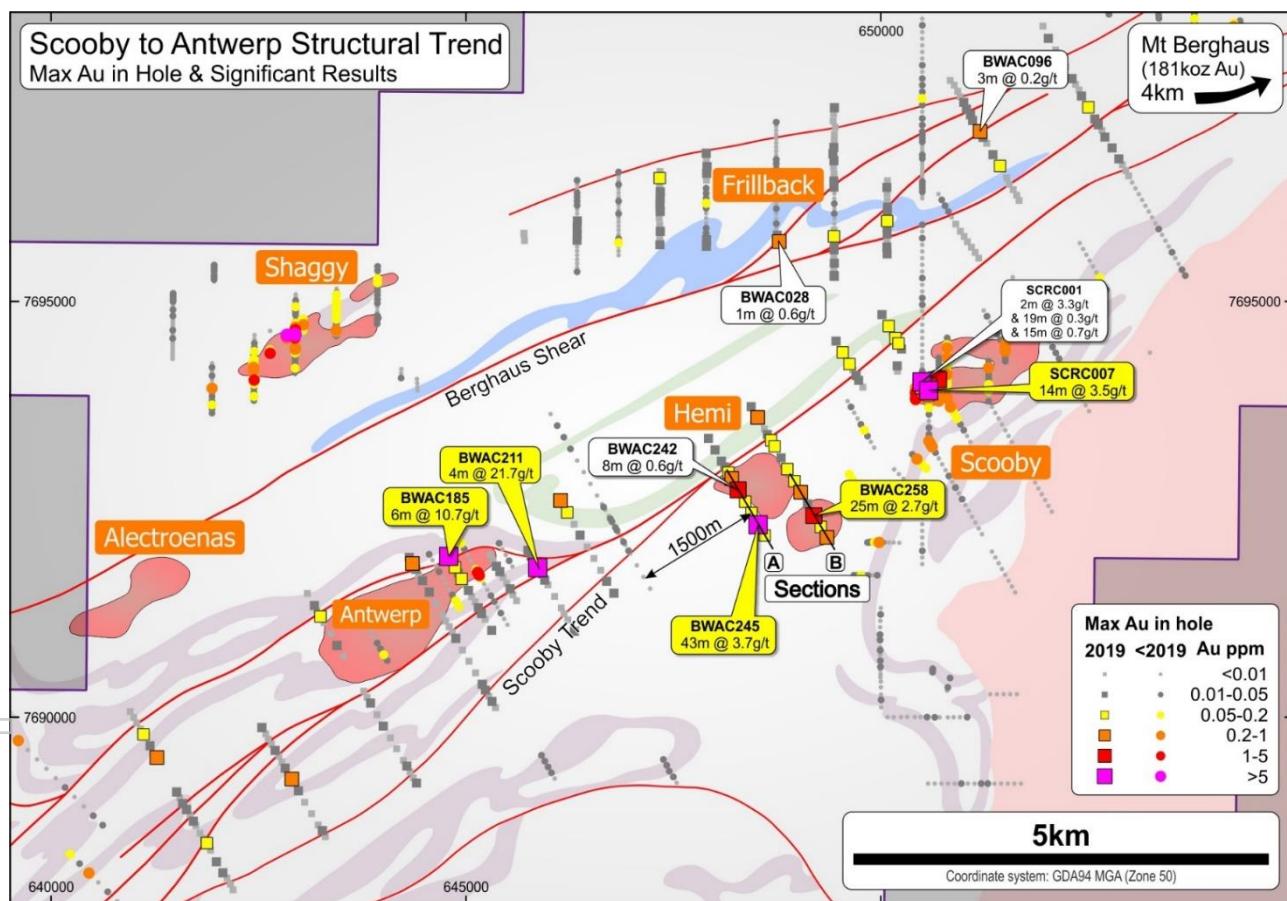 Scooby to Antwerp Structural Trend
Max Au in Hole & Significant Results
650000
Mt Berghaus
(181koz Au)
4km
BWAC096
3m @ 0.2g/t
Frillback
Shaggy
7695000
7695000
BWAC028
1m @ 0.6g/t
SCRC001
2m @ 3.3g/t
& 19m @ 0.3g/t
& 15m @ 0.7g/t
Berghaus Shear
SCRC007
14m @ 3.5g/t
Hemi
BWAC242
8m @ 0.6g/t
BWAC211
4m @ 21.7g/t
Scooby
BWAC185
6m @ 10.7g/t
BWAC258
25m @ 2.7g/t
Alectroenas
1500m
A
B
Sections
Antwerp
Scooby Trend
BWAC245
43m @ 3.7g/t
Max Au in hole
2019 <2019 Au ppm
<0.01
0.01-0.05
0.05-0.2
0.2-1
1-5
>5
7690000
5km
Coordinate system: GDA94 MGA (Zone 50)
640000
645000